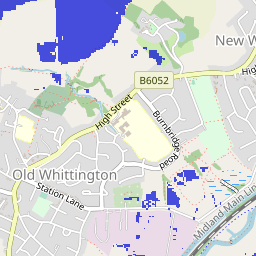 New W
B6052
High
High Street
Burnbridge Road
Old Whittington
Station Lane
Midland Main Lin